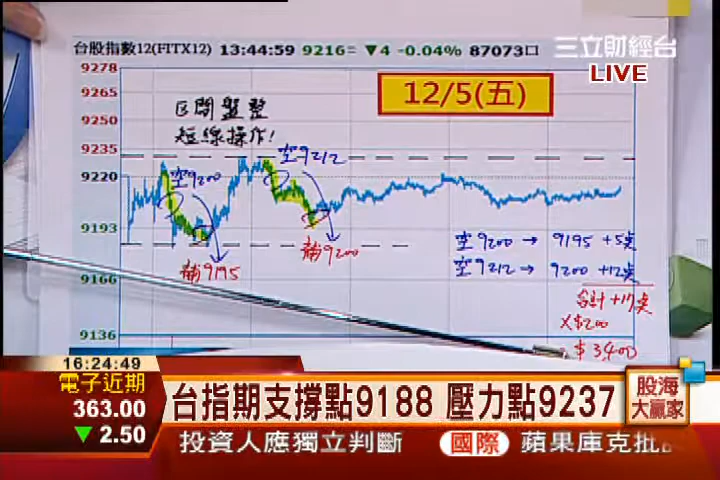 台股指數12(FITX12) 13:44:59 9216= ▼4 -0.04% 87073口
三立財經台
LIVE
9278
9265
9250
9235
9220
9193
9166
9136
12/5(五)
區間盤整
短線操作!
空9200
空9212
補9195
補9200
空9200 → 9195 +5點
空9212 → 9200 +12點
合計 +17點
X $200
$ 3400
16:24:49
電子近期
363.00
▼ 2.50
台指期支撐點9188 壓力點9237
股海
大贏家
投資人應獨立判斷 國際 蘋果庫克批